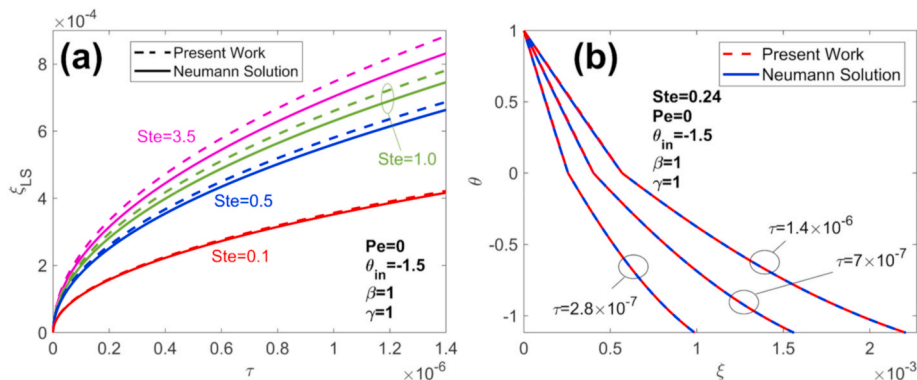 ×10⁻⁴
(a)
Present Work
Neumann Solution
8
6
4
2
0
ξ_LS
Ste=3.5
Ste=1.0
Ste=0.5
Ste=0.1
Pe=0
θ_in=-1.5
β=1
γ=1
0 0.2 0.4 0.6 0.8 1 1.2 1.4
τ
×10⁻⁶
(b)
Present Work
Neumann Solution
1
0.5
0
-0.5
-1
θ
Ste=0.24
Pe=0
θ_in=-1.5
β=1
γ=1
τ=1.4×10⁻⁶
τ=7×10⁻⁷
τ=2.8×10⁻⁷
0 0.5 1 1.5 2
ξ
×10⁻³